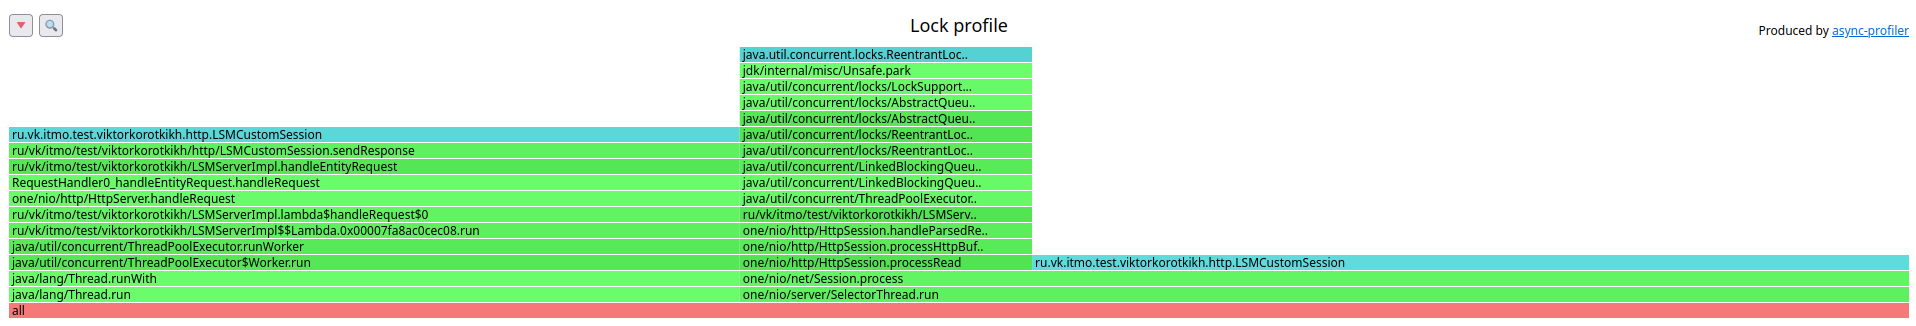 Lock profile
Produced by async-profiler
java.util.concurrent.locks.ReentrantLoc..
jdk/internal/misc/Unsafe.park
java/util/concurrent/locks/LockSupport...
java/util/concurrent/locks/AbstractQueu..
java/util/concurrent/locks/AbstractQueu..
ru.vk.itmo.test.viktorkorotkikh.http.LSMCustomSession java/util/concurrent/locks/ReentrantLoc..
ru/vk/itmo/test/viktorkorotkikh/http/LSMCustomSession.sendResponse java/util/concurrent/locks/ReentrantLoc..
ru/vk/itmo/test/viktorkorotkikh/LSMServerImpl.handleEntityRequest java/util/concurrent/LinkedBlockingQueu..
RequestHandler0_handleEntityRequest.handleRequest java/util/concurrent/LinkedBlockingQueu..
one/nio/http/HttpServer.handleRequest java/util/concurrent/ThreadPoolExecutor..
ru/vk/itmo/test/viktorkorotkikh/LSMServerImpl.lambda$handleRequest$0 ru/vk/itmo/test/viktorkorotkikh/LSMServ..
ru/vk/itmo/test/viktorkorotkikh/LSMServerImpl$$Lambda.0x00007fa8ac0cec08.run one/nio/http/HttpSession.handleParsedRe..
java/util/concurrent/ThreadPoolExecutor.runWorker one/nio/http/HttpSession.processHttpBuf..
java/util/concurrent/ThreadPoolExecutor$Worker.run one/nio/http/HttpSession.processRead ru.vk.itmo.test.viktorkorotkikh.http.LSMCustomSession
java/lang/Thread.runWith one/nio/net/Session.process
java/lang/Thread.run one/nio/server/SelectorThread.run
all